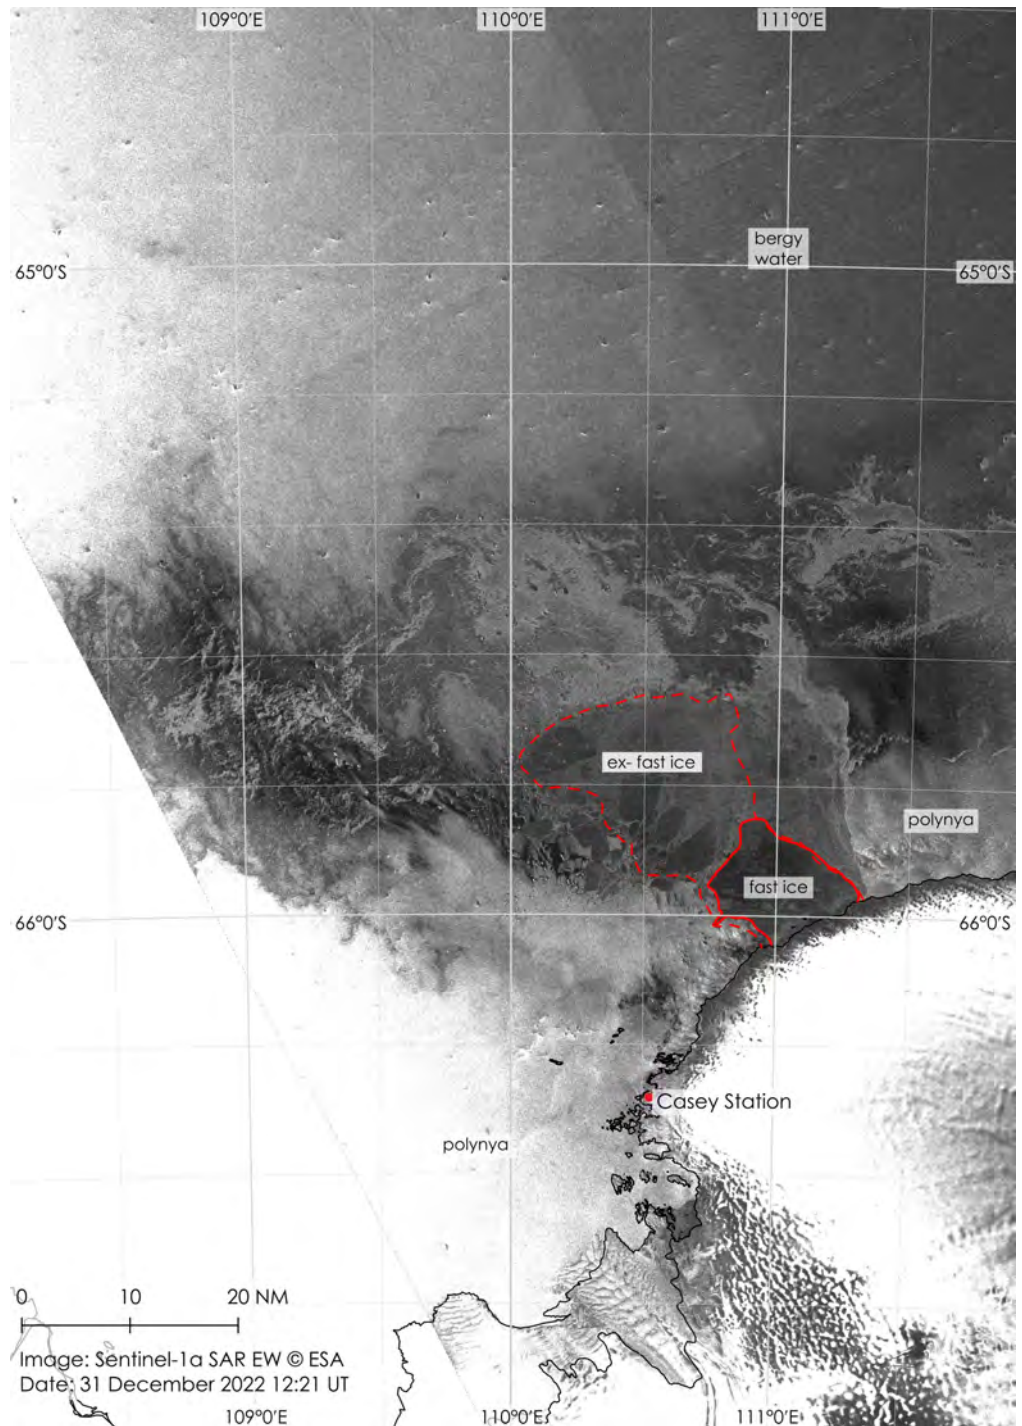 109°0'E
110°0'E
111°0'E
bergy
water
65°0'S
65°0'S
ex- fast ice
polynya
fast ice
66°0'S
66°0'S
Casey Station
polynya
0
10
20 NM
Image: Sentinel-1a SAR EW © ESA
Date: 31 December 2022 12:21 UT
109°0'E
110°0'E
111°0'E